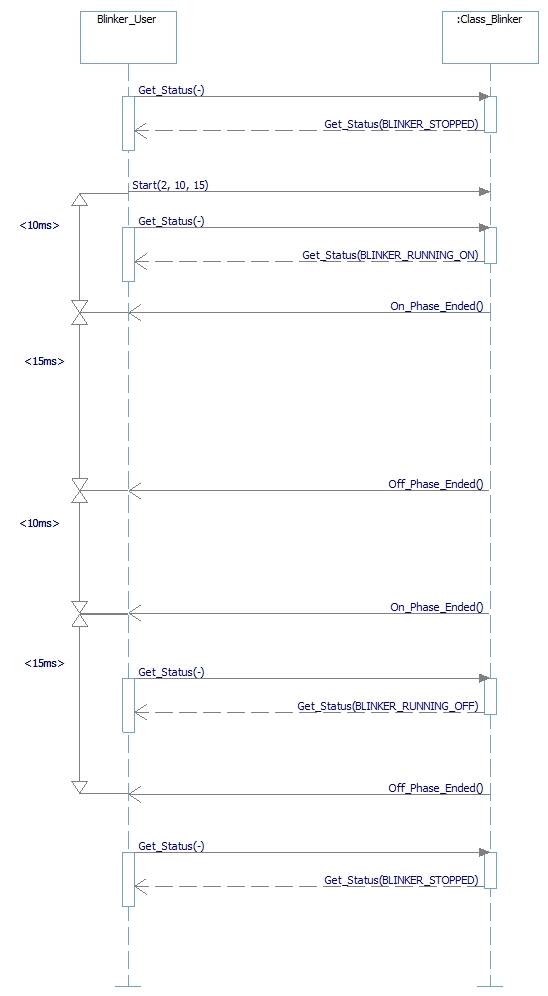 Blinker_User
:Class_Blinker
Get_Status(-)
Get_Status(BLINKER_STOPPED)
Start(2, 10, 15)
<10ms>
Get_Status(-)
Get_Status(BLINKER_RUNNING_ON)
On_Phase_Ended()
<15ms>
Off_Phase_Ended()
<10ms>
On_Phase_Ended()
<15ms>
Get_Status(-)
Get_Status(BLINKER_RUNNING_OFF)
Off_Phase_Ended()
Get_Status(-)
Get_Status(BLINKER_STOPPED)